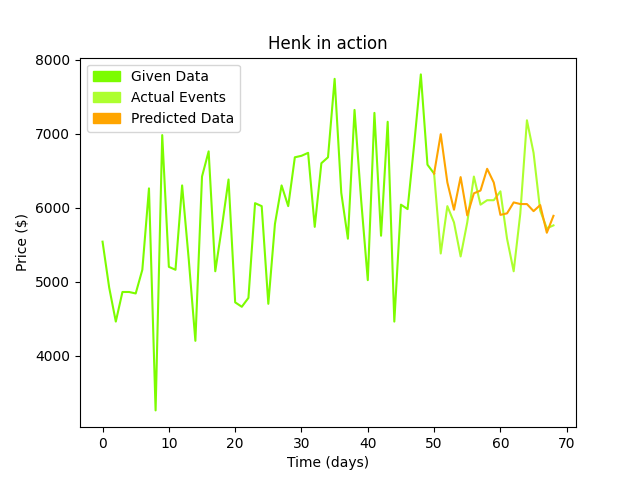 Henk in action
Given Data
Actual Events
Predicted Data
8000
7000
6000
5000
4000
Price ($)
0 10 20 30 40 50 60 70
Time (days)